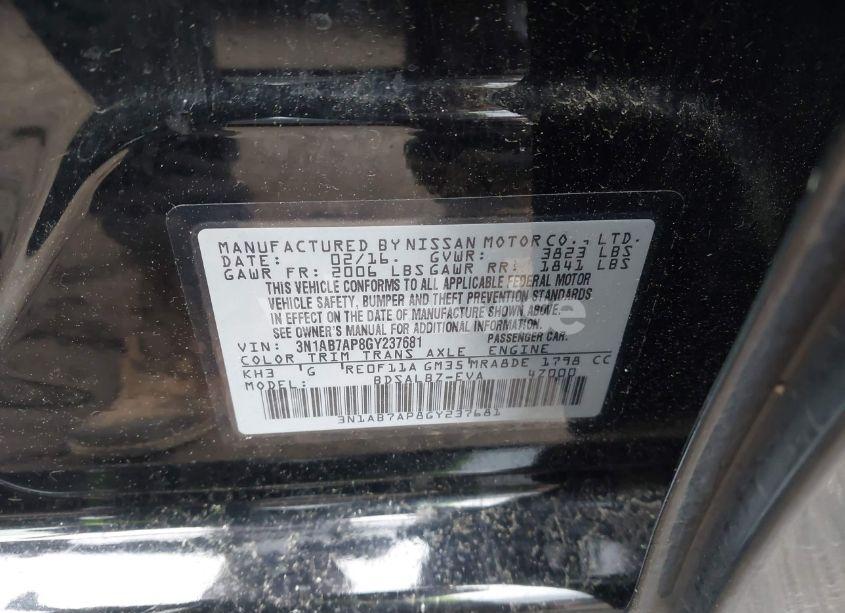 MANUFACTURED BY NISSAN MOTOR CO., LTD.
DATE: 02/16. GVWR: 3823 LBS
GAWR FR: 2006 LBS GAWR RR: 1841 LBS
THIS VEHICLE CONFORMS TO ALL APPLICABLE FEDERAL MOTOR
VEHICLE SAFETY, BUMPER AND THEFT PREVENTION STANDARDS
IN EFFECT ON THE DATE OF MANUFACTURE SHOWN ABOVE.
SEE OWNER'S MANUAL FOR ADDITIONAL INFORMATION.
VIN: 3N1AB7AP8GY237681 PASSENGER CAR.
COLOR TRIM TRANS AXLE ENGINE
KH3 G RE0F11A GM35 MRA8DE 1798 CC
MODEL: BDSALBZ-EVA 47000
3N1AB7AP8GY237681